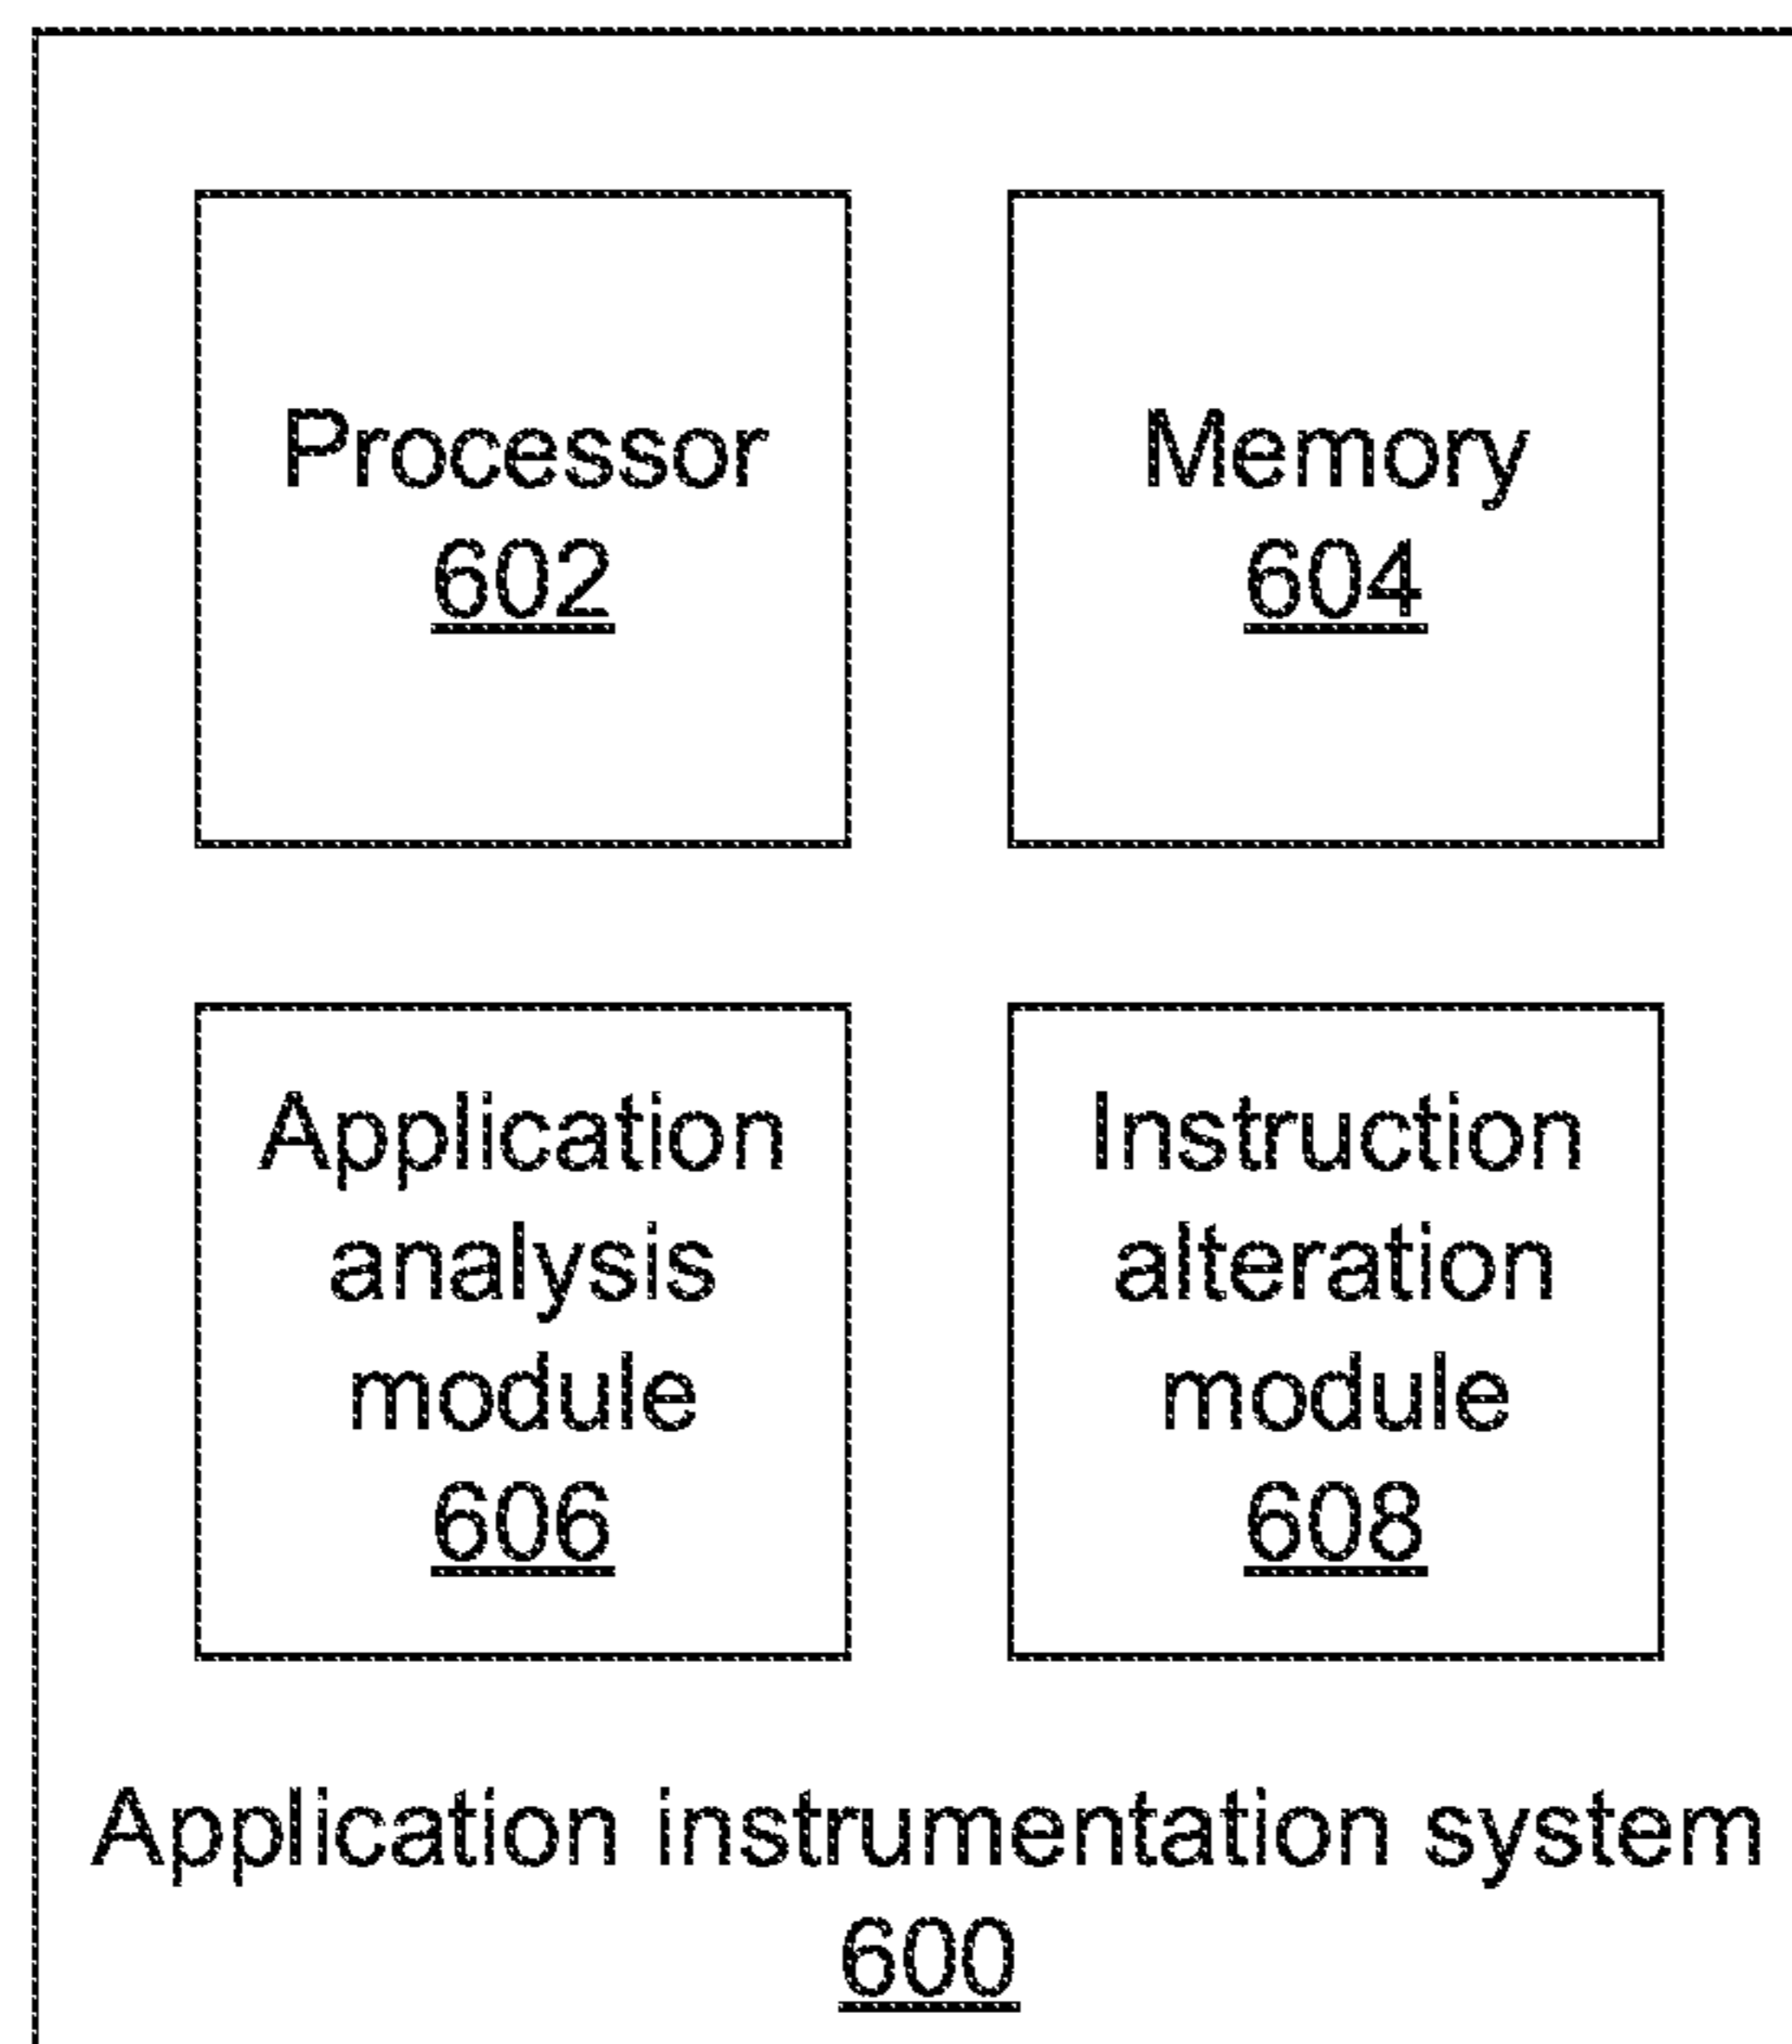 Processor
602
Memory
604
Application
analysis
module
606
Instruction
alteration
module
608
Application instrumentation system
600